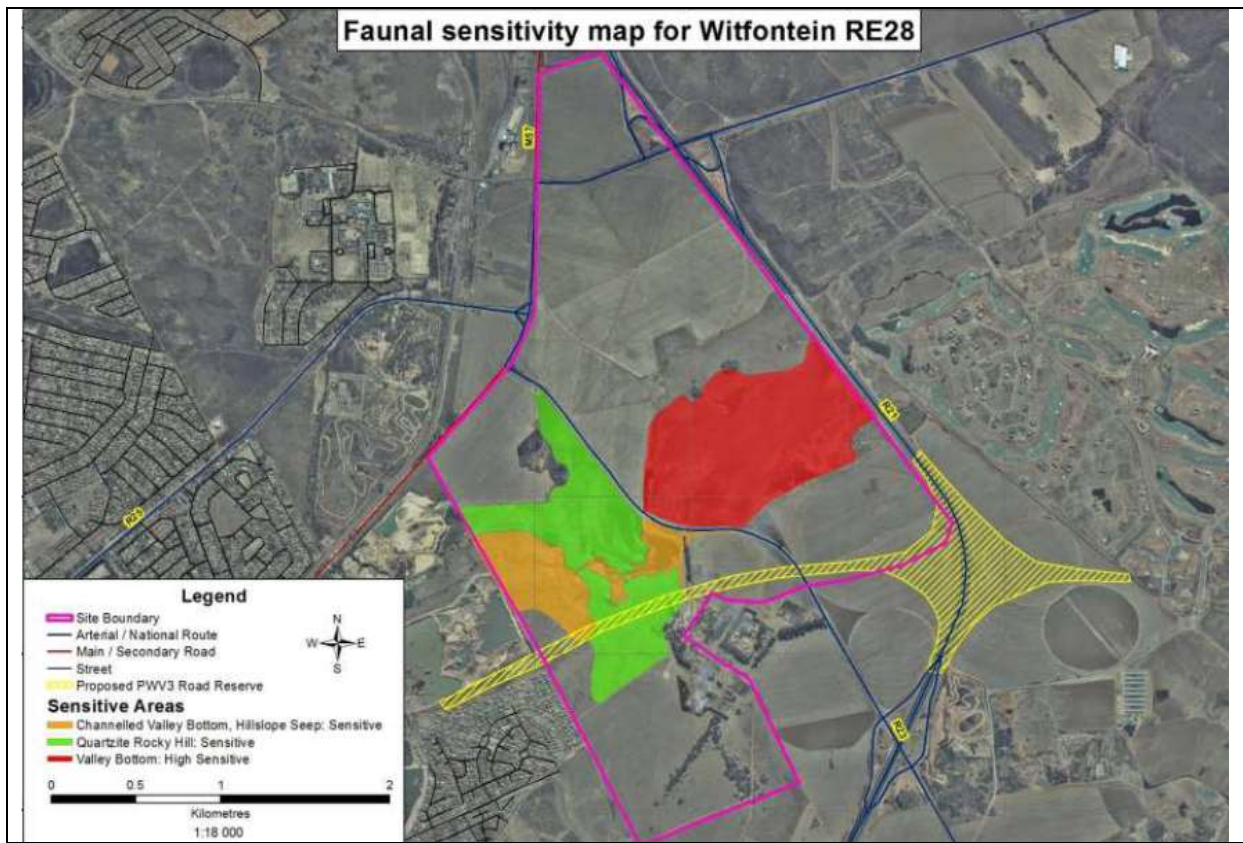 Faunal sensitivity map for Witfontein RE28
M57
R21
R25
R23
Legend
Site Boundary
Arterial / National Route
Main / Secondary Road
Street
Proposed PWV3 Road Reserve
N
W E
S
Sensitive Areas
Channelled Valley Bottom, Hillslope Seep: Sensitive
Quartzite Rocky Hill: Sensitive
Valley Bottom: High Sensitive
0 0.5 1 2
Kilometres
1:18 000